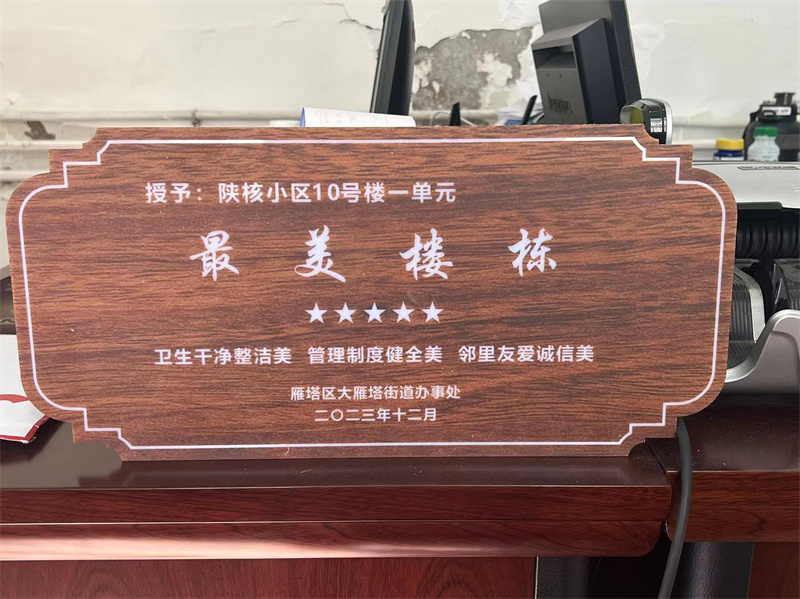 授予：陕核小区10号楼一单元
最美楼栋
★★★★★
卫生干净整洁美 管理制度健全美 邻里友爱诚信美
雁塔区大雁塔街道办事处
二〇二三年十二月